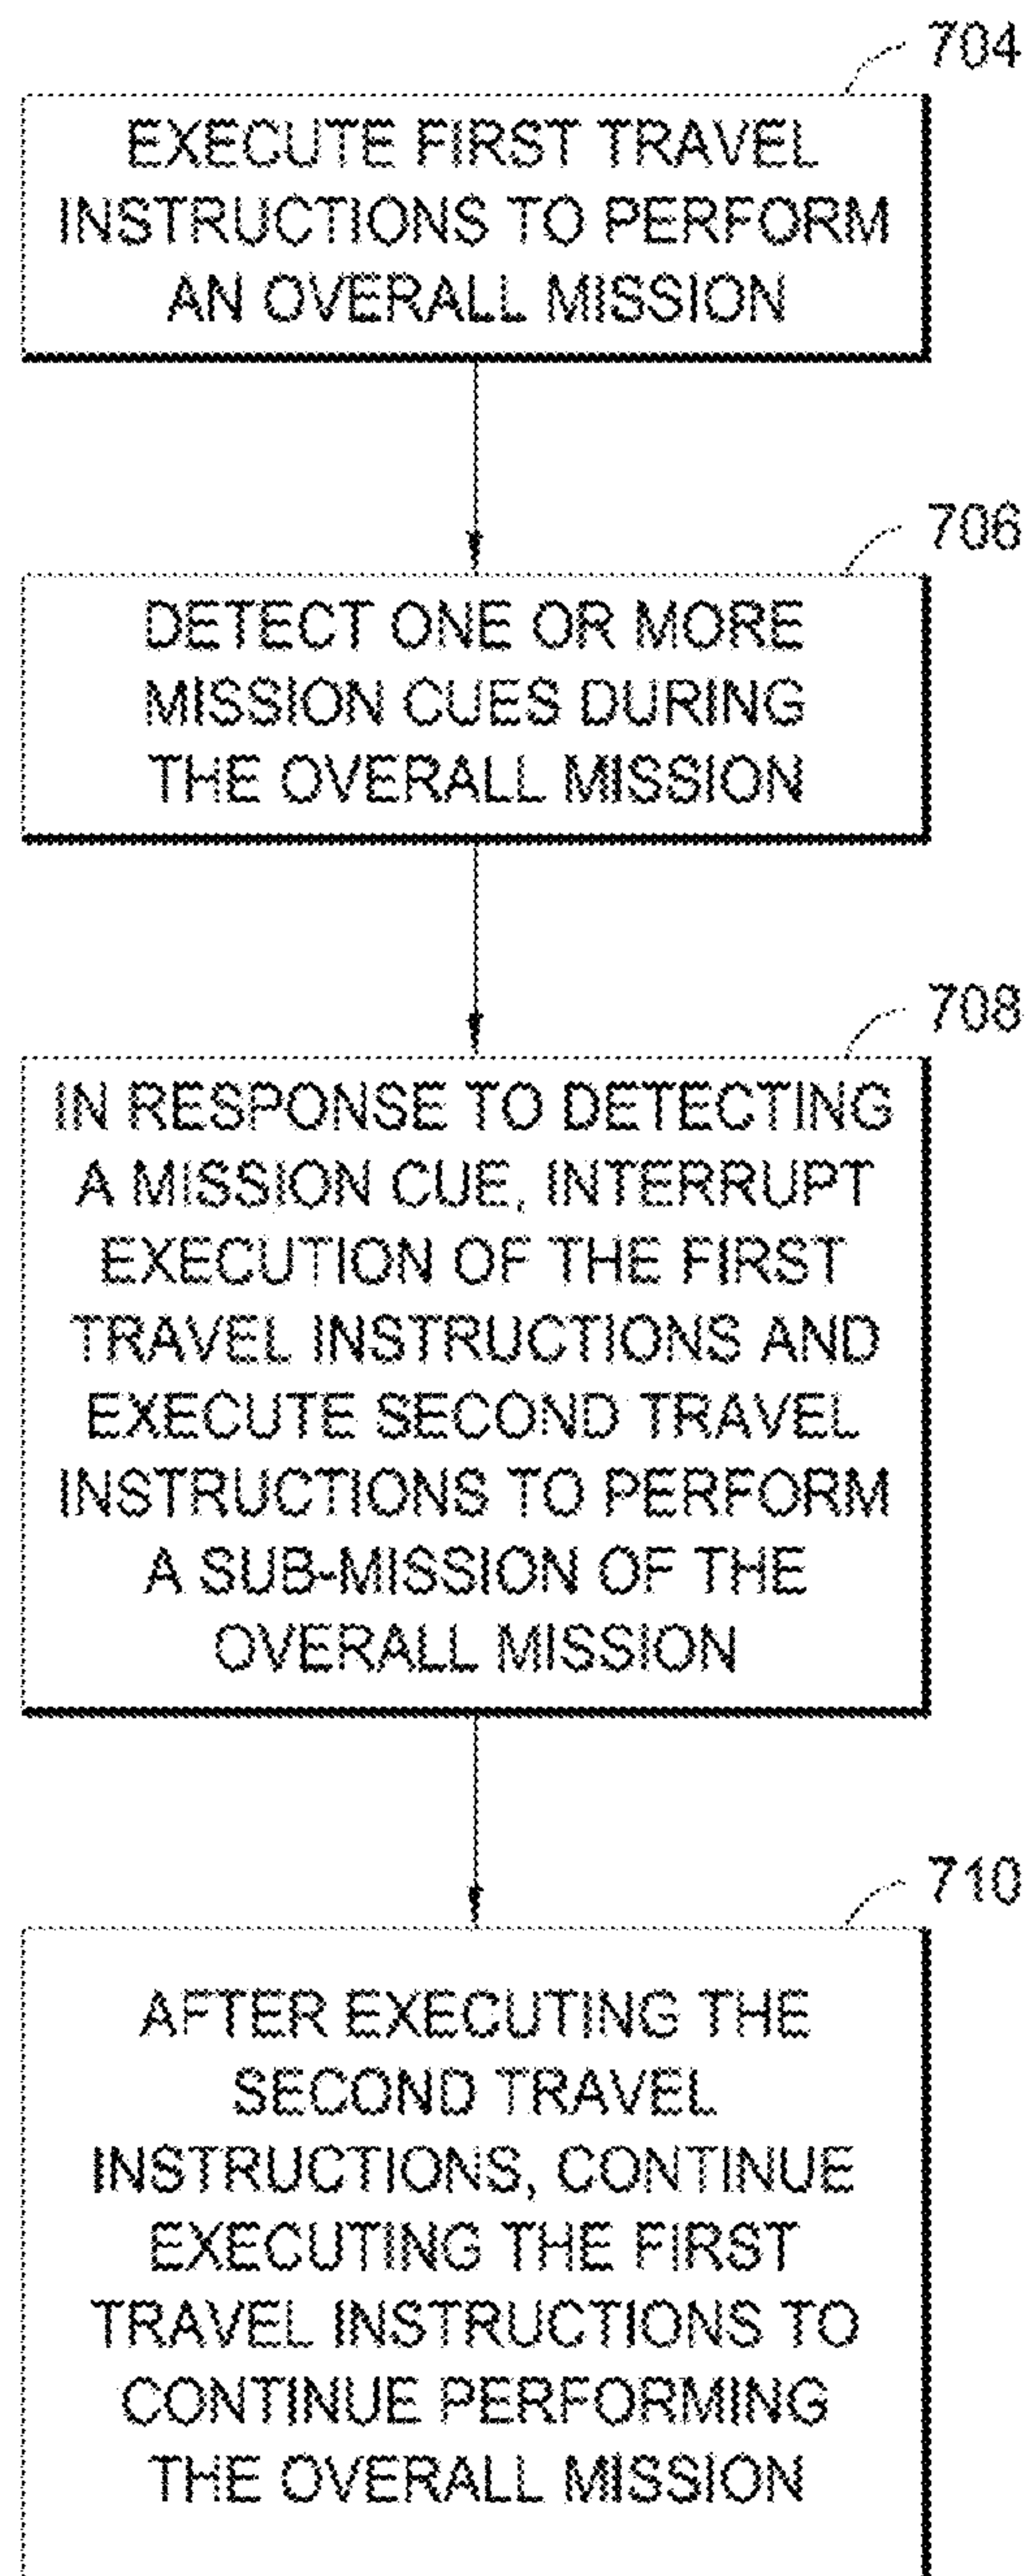 704
EXECUTE FIRST TRAVEL
INSTRUCTIONS TO PERFORM
AN OVERALL MISSION
706
DETECT ONE OR MORE
MISSION CUES DURING
THE OVERALL MISSION
708
IN RESPONSE TO DETECTING
A MISSION CUE, INTERRUPT
EXECUTION OF THE FIRST
TRAVEL INSTRUCTIONS AND
EXECUTE SECOND TRAVEL
INSTRUCTIONS TO PERFORM
A SUB-MISSION OF THE
OVERALL MISSION
710
AFTER EXECUTING THE
SECOND TRAVEL
INSTRUCTIONS, CONTINUE
EXECUTING THE FIRST
TRAVEL INSTRUCTIONS TO
CONTINUE PERFORMING
THE OVERALL MISSION